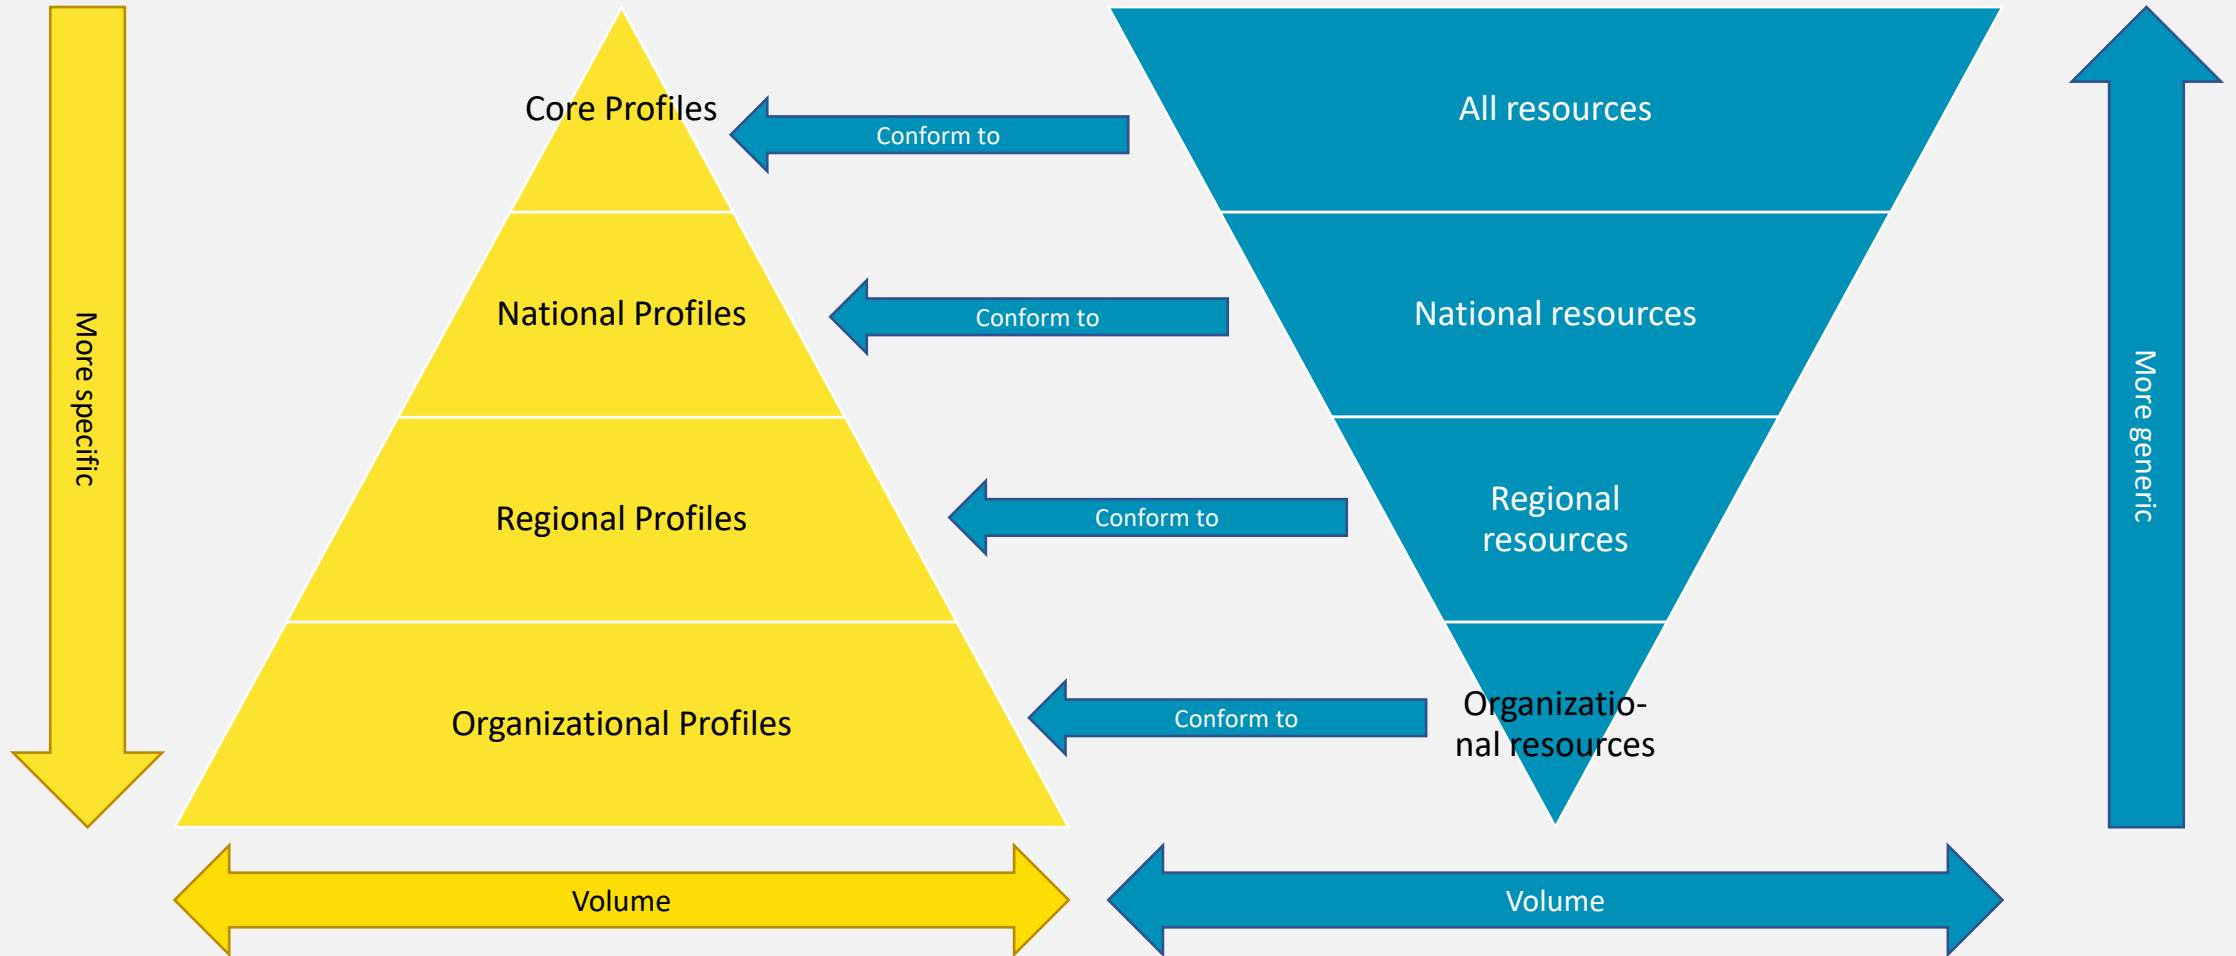 Core Profiles
Conform to
All resources
National Profiles
Conform to
National resources
More specific
More generic
Regional Profiles
Conform to
Regional
resources
Organizational Profiles
Conform to
Organizatio-
nal resources
Volume
Volume